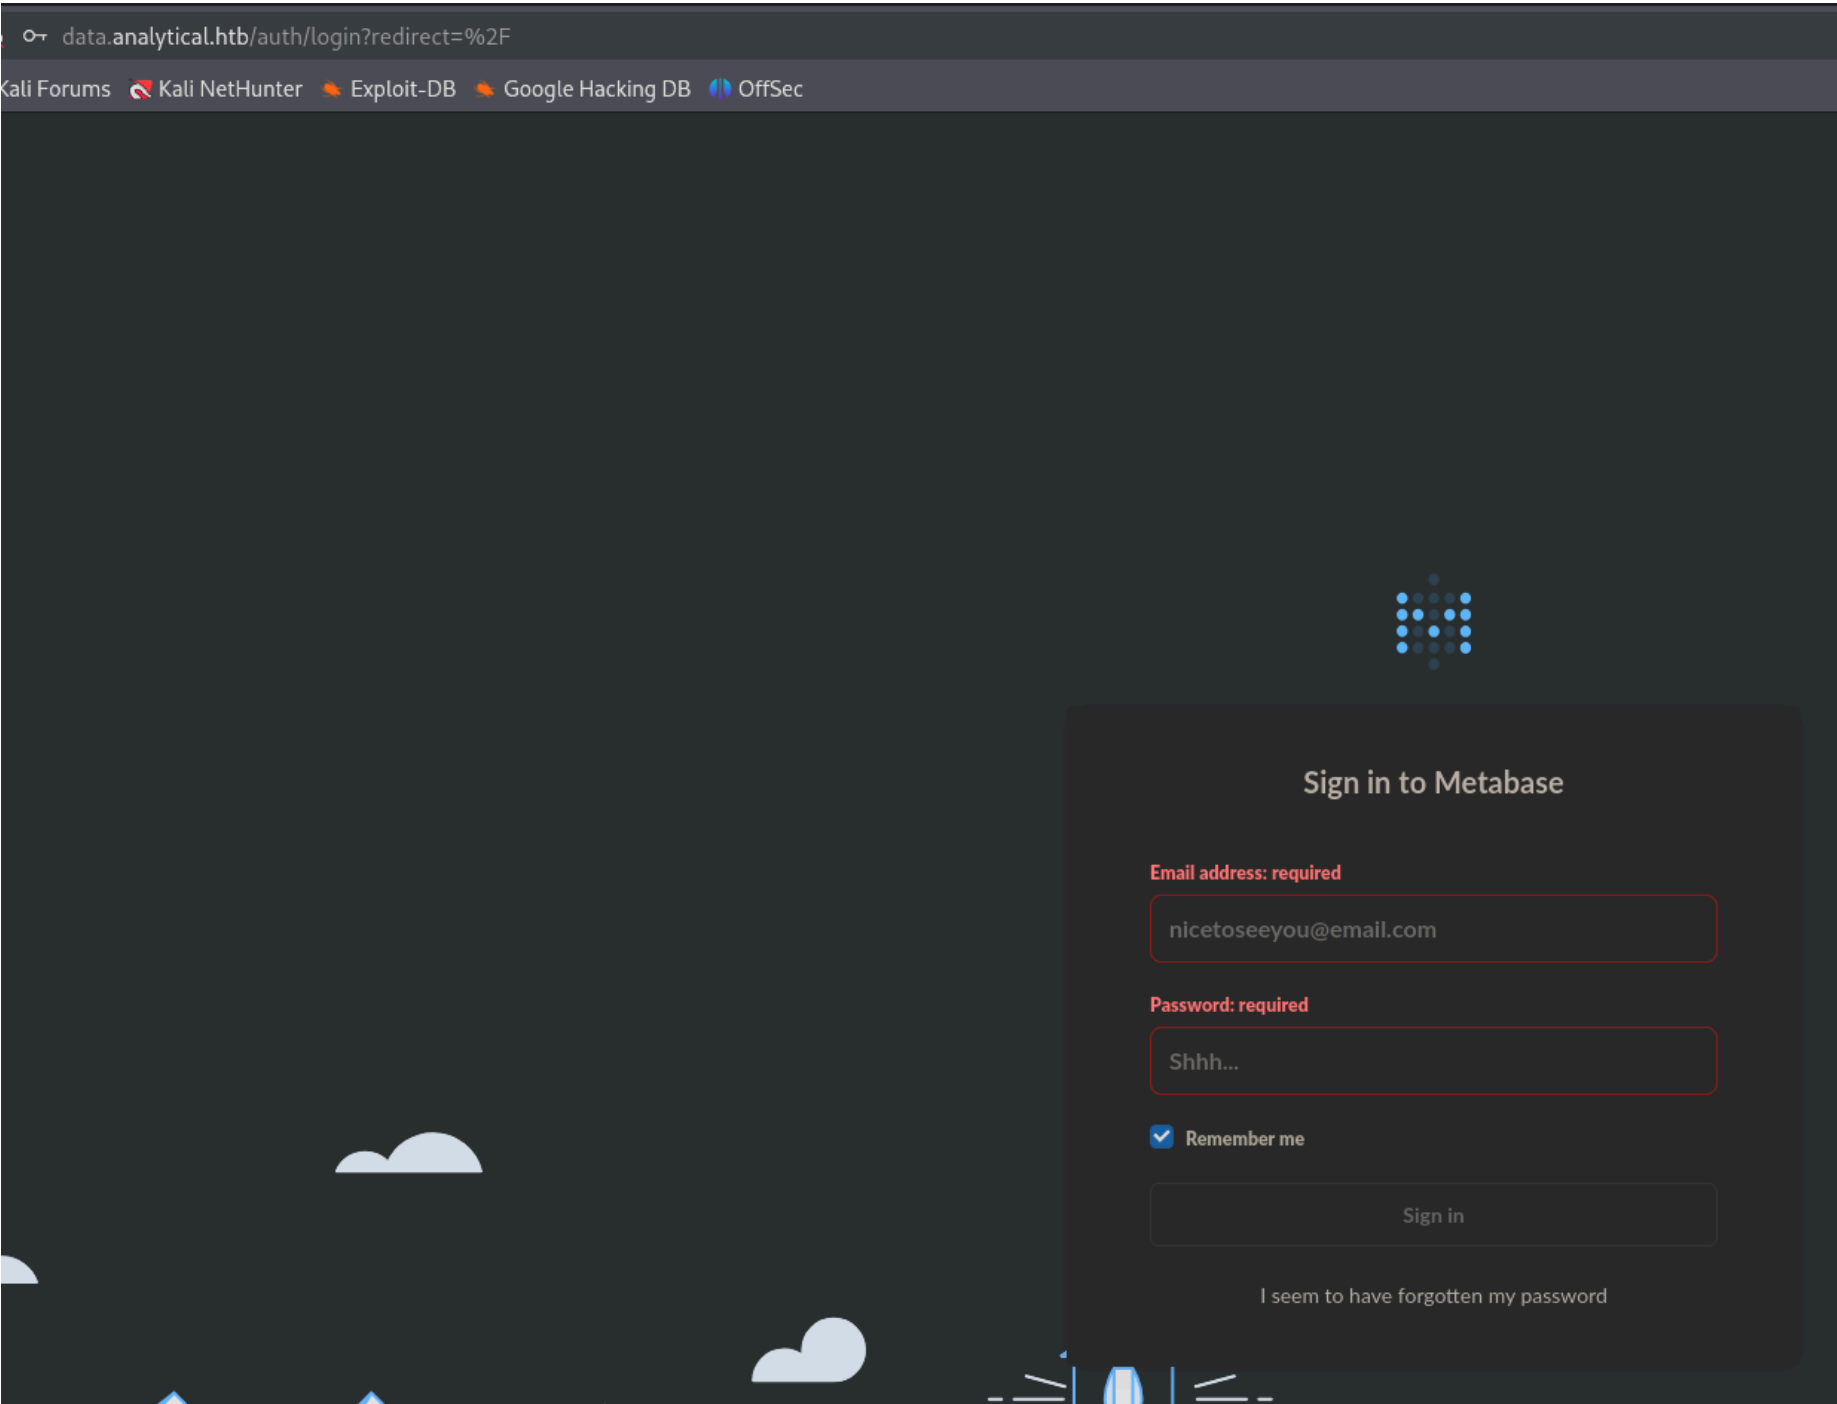 data.analytical.htb/auth/login?redirect=%2F
Kali Forums Kali NetHunter Exploit-DB Google Hacking DB OffSec
Sign in to Metabase
Email address: required
nicetoseeyou@email.com
Password: required
Shhh...
Remember me
Sign in
I seem to have forgotten my password